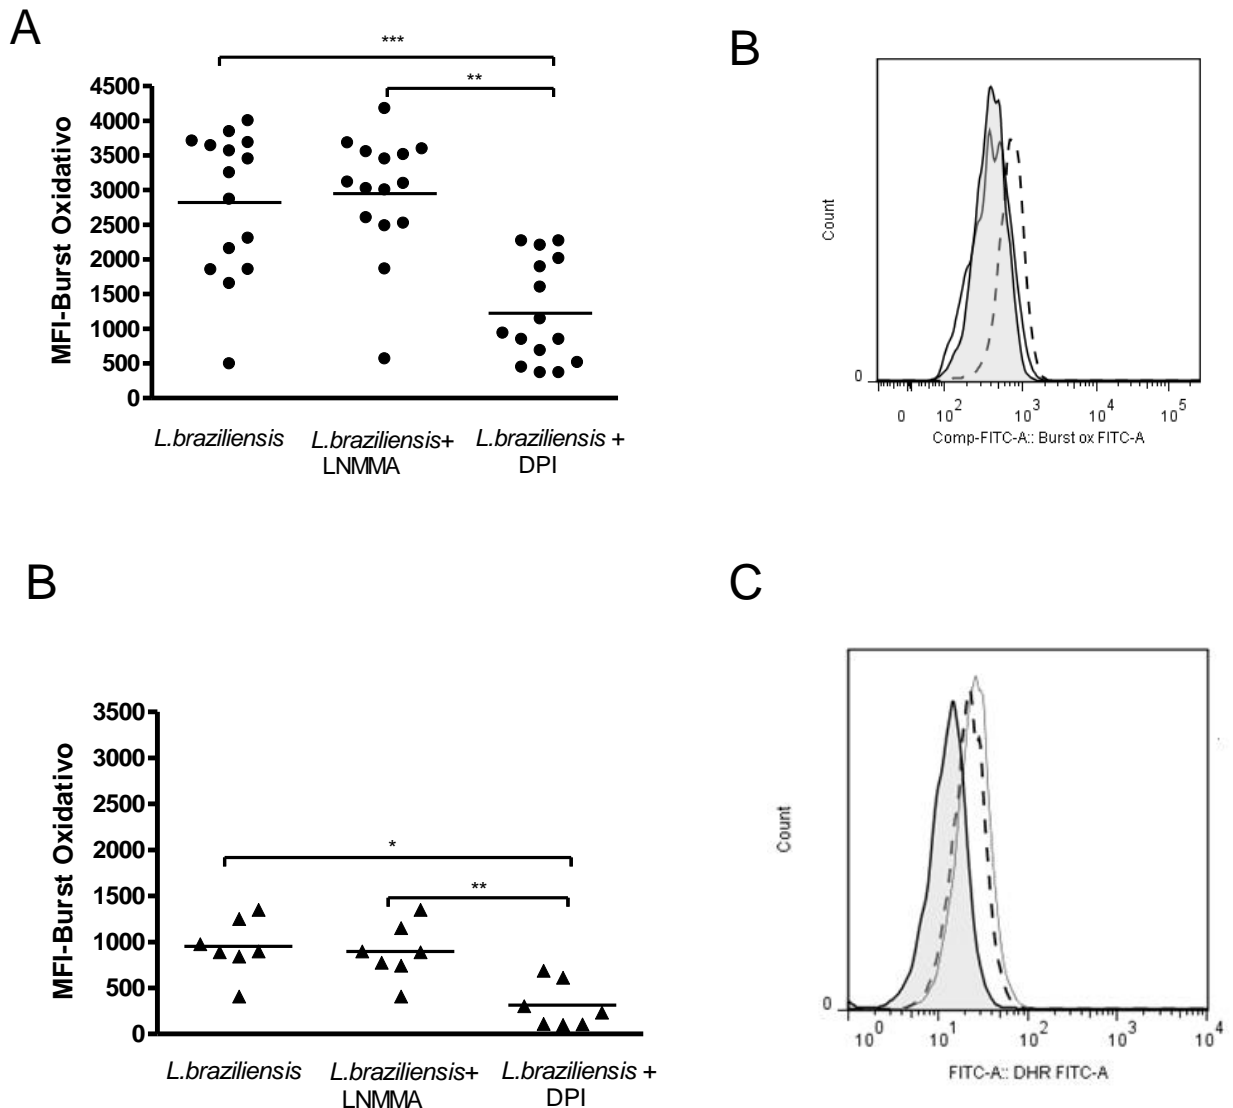 A
***
**
4500
4000
3500
3000
2500
2000
1500
1000
500
0
MFI-Burst Oxidativo
L.braziliensis
L.braziliensis+
LNMMA
L.braziliensis +
DPI
B
Count
0
0 10^2 10^3 10^4 10^5
Comp-FITC-A:: Burst ox FITC-A
B
3500
3000
2500
2000
1500
1000
500
0
MFI-Burst Oxidativo
*
**
L.braziliensis
L.braziliensis+
LNMMA
L.braziliensis +
DPI
C
Count
0
10^0 10^1 10^2 10^3 10^4
FITC-A:: DHR FITC-A